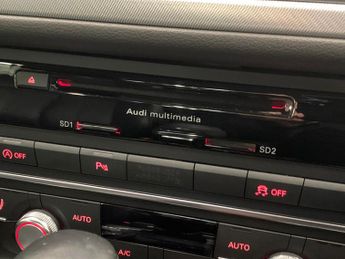 Audi multimedia
SD1
SD2
OFF
OFF
AUTO
AUTO
A/C